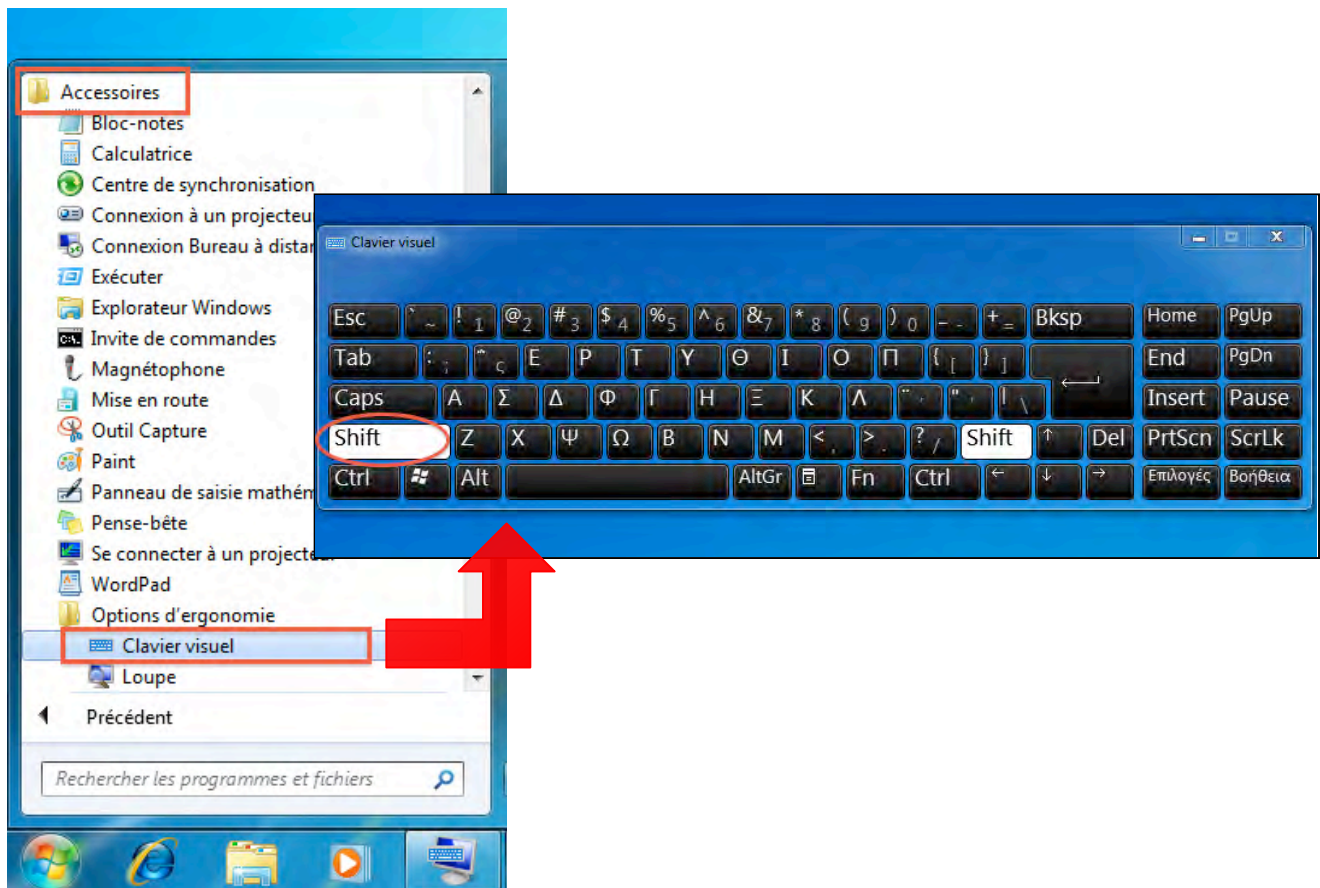 Accessoires
Bloc-notes
Calculatrice
Centre de synchronisation
Connexion à un projecteu
Connexion Bureau à distan
Exécuter
Explorateur Windows
Invite de commandes
Magnétophone
Mise en route
Outil Capture
Paint
Panneau de saisie mathém
Pense-bête
Se connecter à un projecteur
WordPad
Options d'ergonomie
Clavier visuel
Loupe
Précédent
Rechercher les programmes et fichiers
Clavier visuel
Esc ` ~ ! 1 @ 2 # 3 $ 4 % 5 ^ 6 & 7 * 8 ( 9 ) 0 _ - + = Bksp Home PgUp
Tab : ; ΅ ς Ε Ρ Τ Υ Θ Ι Ο Π { [ } ] End PgDn
Caps Α Σ Δ Φ Γ Η Ξ Κ Λ ¨ ΄ " ' | \ Insert Pause
Shift Ζ Χ Ψ Ω Β Ν Μ < , > . ? / Shift ↑ Del PrtScn ScrLk
Ctrl Alt AltGr Fn Ctrl ← ↓ → Επιλογές Βοήθεια